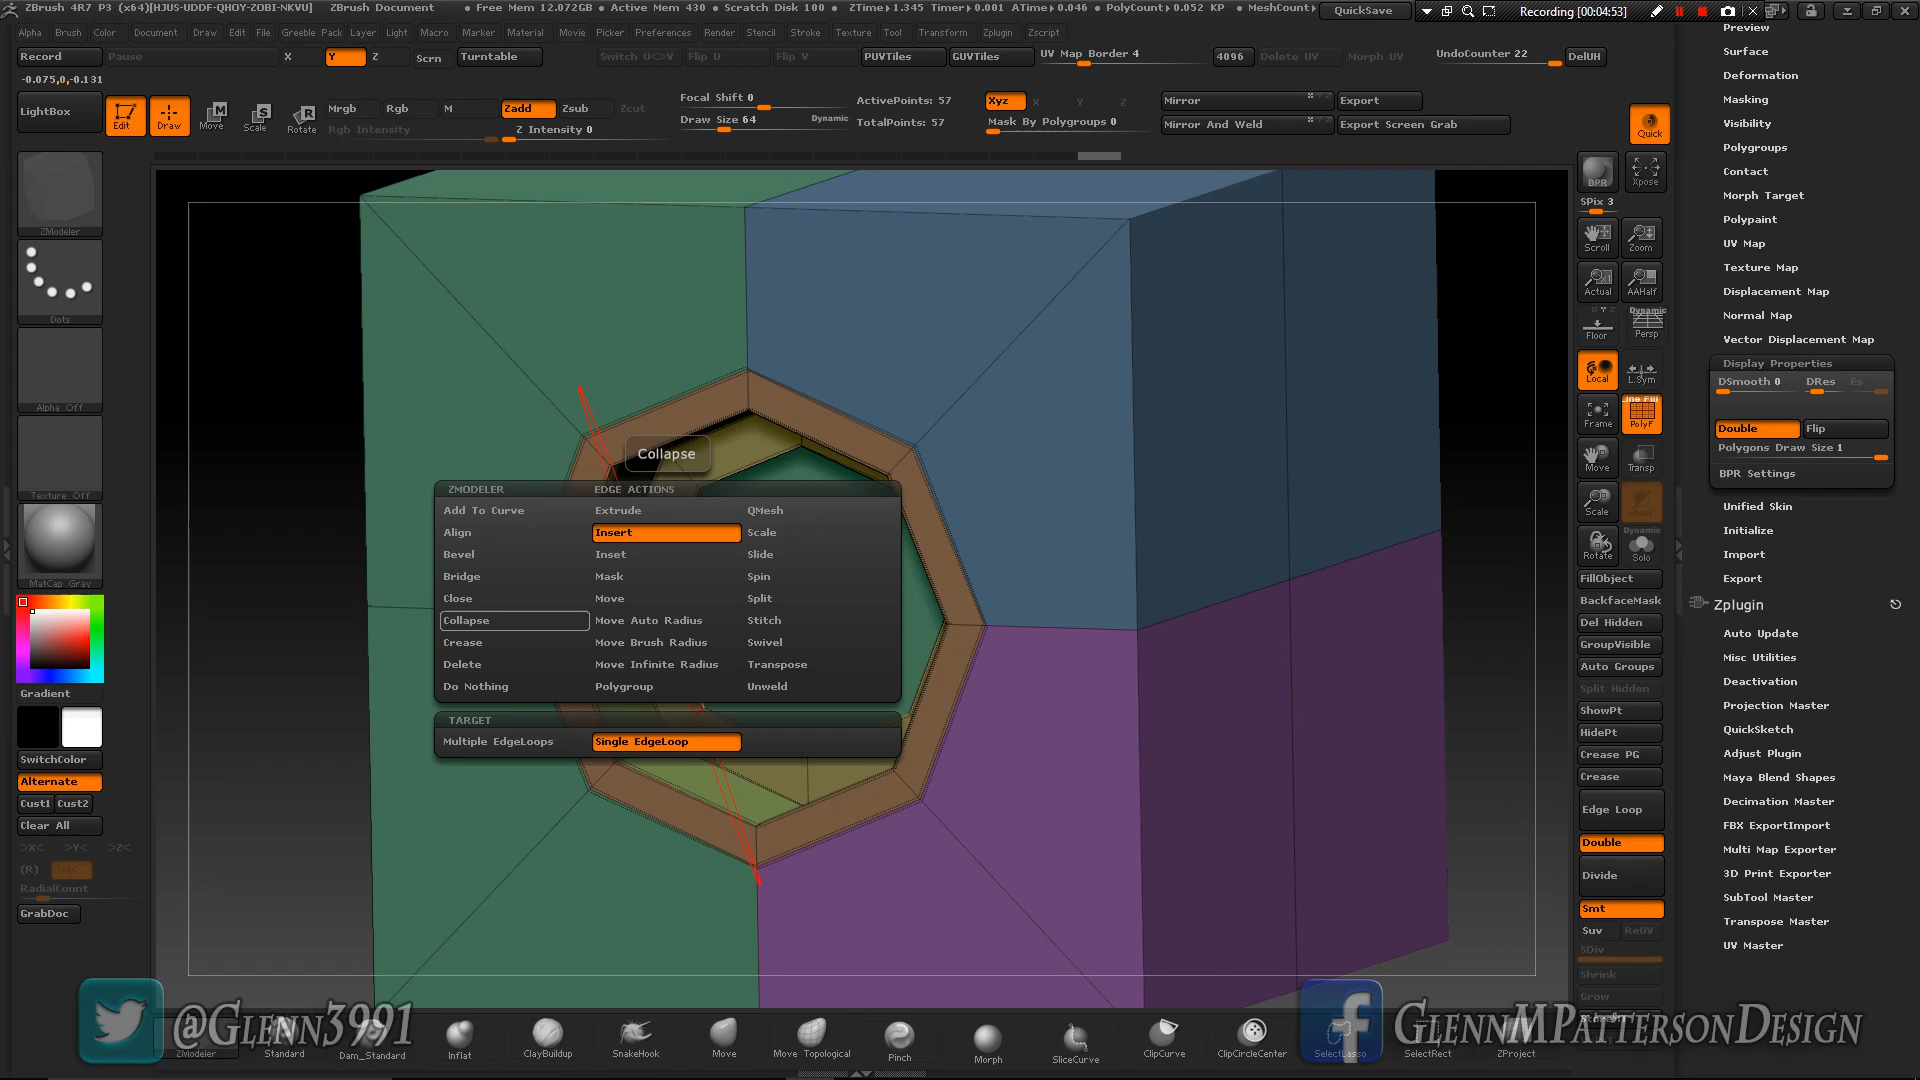 ZBrush 4R7 P3 (x64)[HJUS-UDDF-QHOY-ZOBI-NKVU] ZBrush Document • Free Mem 12.072GB • Active Mem 430 • Scratch Disk 100 • ZTime▸1.345 Timer▸0.001 ATime▸0.046 • PolyCount▸0.052 KP • MeshCount▸ QuickSave Recording [00:04:53]
Alpha Brush Color Document Draw Edit File Greeble Pack Layer Light Macro Marker Material Movie Picker Preferences Render Stencil Stroke Texture Tool Transform Zplugin Zscript
Record Pause X Y Z Scrn Turntable Switch U<>V Flip U Flip V PUVTiles GUVTiles UV Map Border 4 4096 Delete UV Morph UV UndoCounter 22 DelUH
-0.075,0,-0.131
LightBox Edit Draw Move Scale Rotate
Mrgb Rgb M Zadd Zsub Zcut
Rgb Intensity Z Intensity 0
Focal Shift 0
Draw Size 64 Dynamic
ActivePoints: 57
TotalPoints: 57
Xyz X Y Z
Mask By Polygroups 0
Mirror Export
Mirror And Weld Export Screen Grab
Quick
ZModeler
Dots
Alpha Off
Texture Off
MatCap Gray
Gradient
SwitchColor
Alternate
Cust1 Cust2
Clear All
>X< >Y< >Z<
(R) >M<
RadialCount
GrabDoc
Collapse
ZMODELER EDGE ACTIONS
Add To Curve Extrude QMesh
Align Insert Scale
Bevel Inset Slide
Bridge Mask Spin
Close Move Split
Collapse Move Auto Radius Stitch
Crease Move Brush Radius Swivel
Delete Move Infinite Radius Transpose
Do Nothing Polygroup Unweld
TARGET
Multiple EdgeLoops Single EdgeLoop
BPR Xpose
SPix 3
Scroll Zoom
Actual AAHalf
X Y Z Dynamic
Floor Persp
Local L.Sym
Line Fill
Frame PolyF
Move Transp
Scale Ghost
Dynamic
Rotate Solo
FillObject
BackfaceMask
Del Hidden
GroupVisible
Auto Groups
Split Hidden
ShowPt
HidePt
Crease PG
Crease
Edge Loop
Double
Divide
Smt
Suv ReUV
SDiv
Shrink
Grow
Preview
Surface
Deformation
Masking
Visibility
Polygroups
Contact
Morph Target
Polypaint
UV Map
Texture Map
Displacement Map
Normal Map
Vector Displacement Map
Display Properties
DSmooth 0 DRes Es
Double Flip
Polygons Draw Size 1
BPR Settings
Unified Skin
Initialize
Import
Export
Zplugin
Auto Update
Misc Utilities
Deactivation
Projection Master
QuickSketch
Adjust Plugin
Maya Blend Shapes
Decimation Master
FBX ExportImport
Multi Map Exporter
3D Print Exporter
SubTool Master
Transpose Master
UV Master
@Glenn3991 GlennMPattersonDesign
ZModeler Standard Dam_Standard Inflat ClayBuildup SnakeHook Move Move Topological Pinch Morph SliceCurve ClipCurve ClipCircleCenter SelectLasso SelectRect ZProject